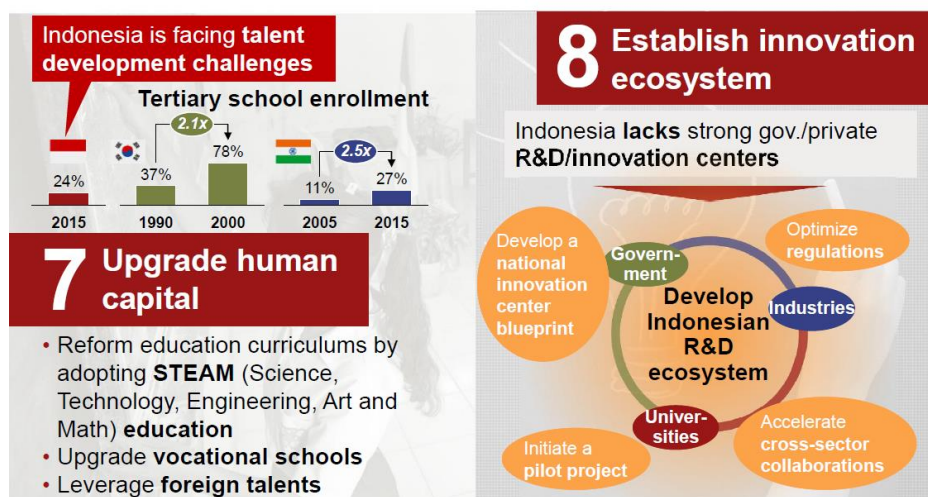 Indonesia is facing talent
development challenges
Tertiary school enrollment
2.1x
2.5x
24%
37%
78%
11%
27%
2015
1990
2000
2005
2015
7 Upgrade human
capital
• Reform education curriculums by
adopting STEAM (Science,
Technology, Engineering, Art and
Math) education
• Upgrade vocational schools
• Leverage foreign talents
8 Establish innovation
ecosystem
Indonesia lacks strong gov./private
R&D/innovation centers
Develop a
national
innovation
center
blueprint
Govern-
ment
Optimize
regulations
Industries
Develop
Indonesian
R&D
ecosystem
Univer-
sities
Initiate a
pilot project
Accelerate
cross-sector
collaborations